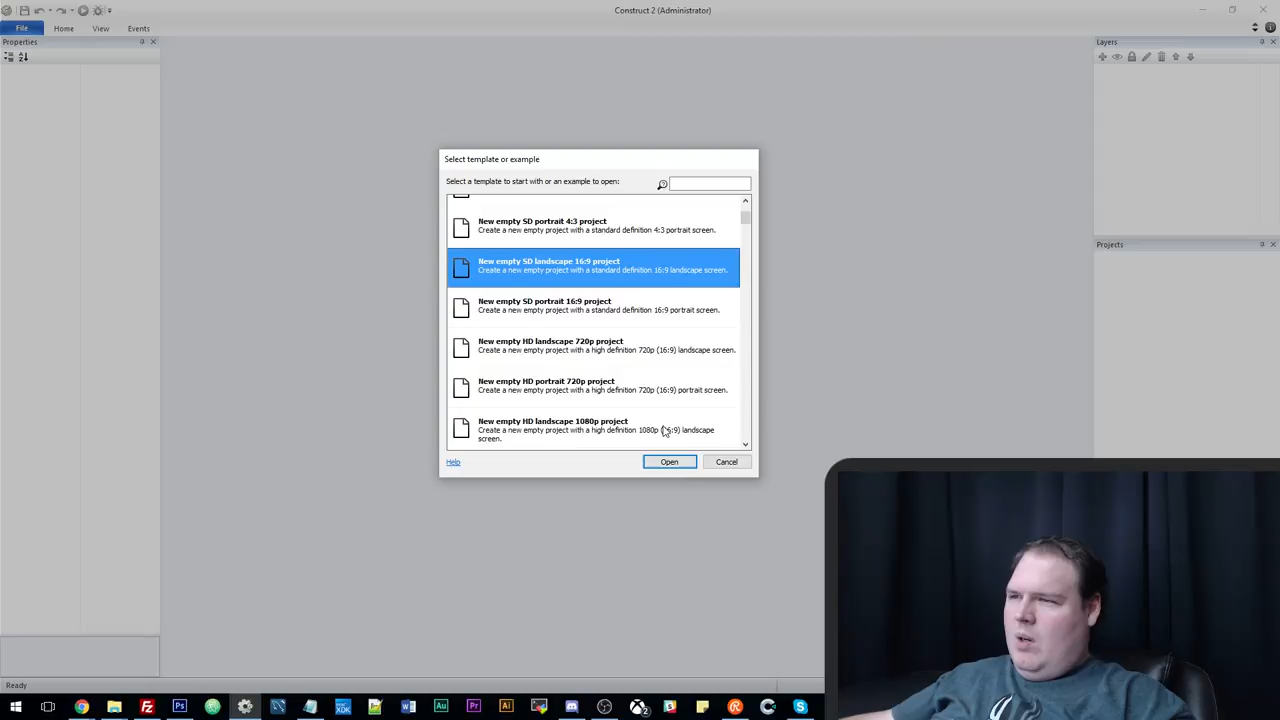 Construct 2 (Administrator)
File
Home
View
Events
Properties
Layers
Select template or example
Select a template to start with or an example to open:
New empty SD portrait 4:3 project
Create a new empty project with a standard definition 4:3 portrait screen.
New empty SD landscape 16:9 project
Create a new empty project with a standard definition 16:9 landscape screen.
New empty SD portrait 16:9 project
Create a new empty project with a standard definition 16:9 portrait screen.
New empty HD landscape 720p project
Create a new empty project with a high definition 720p (16:9) landscape screen.
New empty HD portrait 720p project
Create a new empty project with a high definition 720p (16:9) portrait screen.
New empty HD landscape 1080p project
Create a new empty project with a high definition 1080p (16:9) landscape
screen.
Help
Open
Cancel
Projects
Ready
Ps
W
Au
Pr
Ai